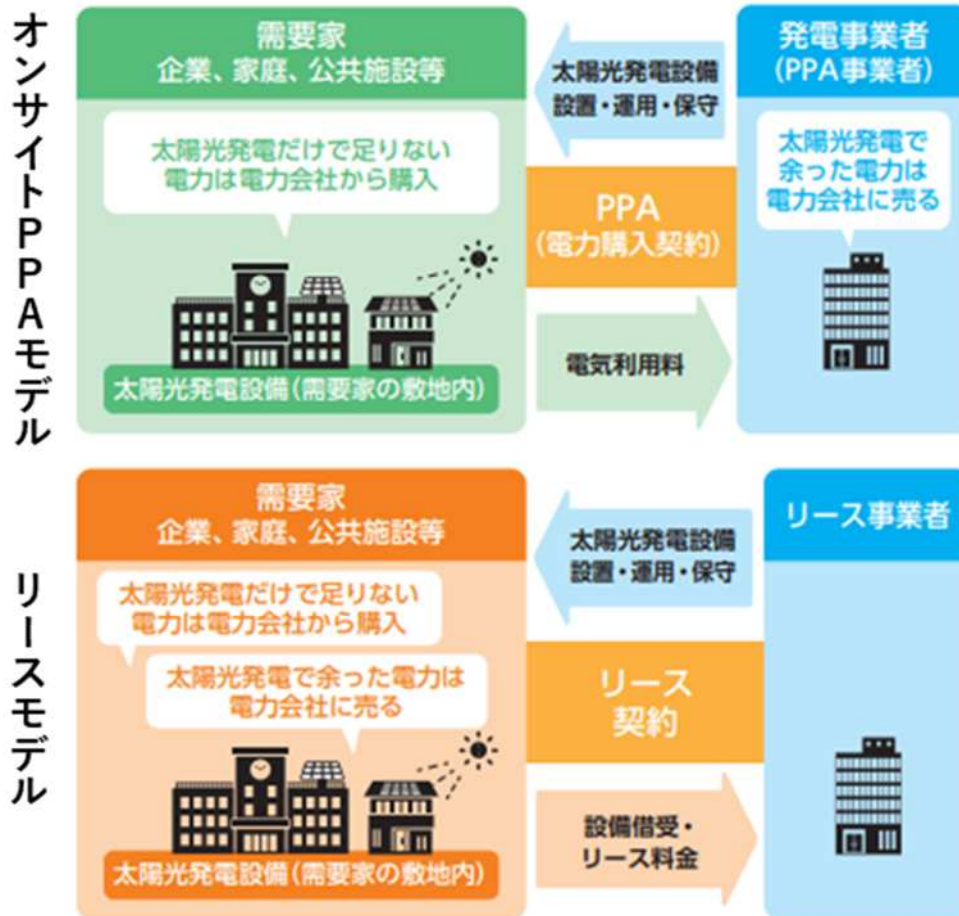 オンサイトPPAモデル
需要家
企業、家庭、公共施設等
太陽光発電だけで足りない
電力は電力会社から購入
太陽光発電設備(需要家の敷地内)
太陽光発電設備
設置・運用・保守
PPA
(電力購入契約)
電気利用料
発電事業者
(PPA事業者)
太陽光発電で
余った電力は
電力会社に売る
リースモデル
需要家
企業、家庭、公共施設等
太陽光発電だけで足りない
電力は電力会社から購入
太陽光発電で余った電力は
電力会社に売る
太陽光発電設備(需要家の敷地内)
太陽光発電設備
設置・運用・保守
リース
契約
設備借受・
リース料金
リース事業者